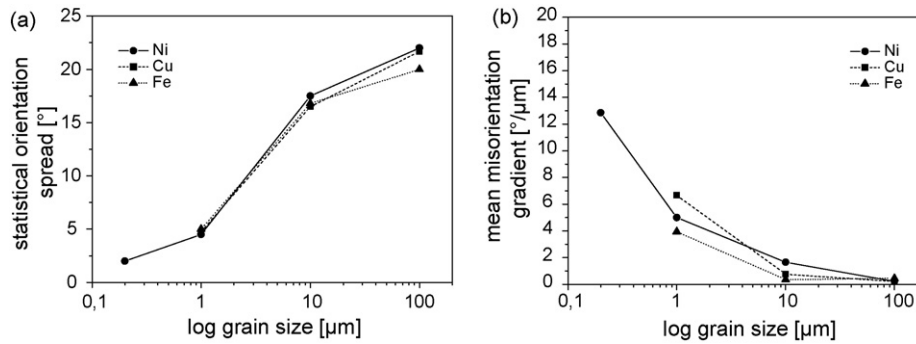 (a)
25
20
15
10
5
0
statistical orientation
spread [°]
Ni
Cu
Fe
0,1 1 10 100
log grain size [µm]
(b)
20
18
16
14
12
10
8
6
4
2
0
mean misorientation
gradient [°/µm]
Ni
Cu
Fe
0,1 1 10 100
log grain size [µm]